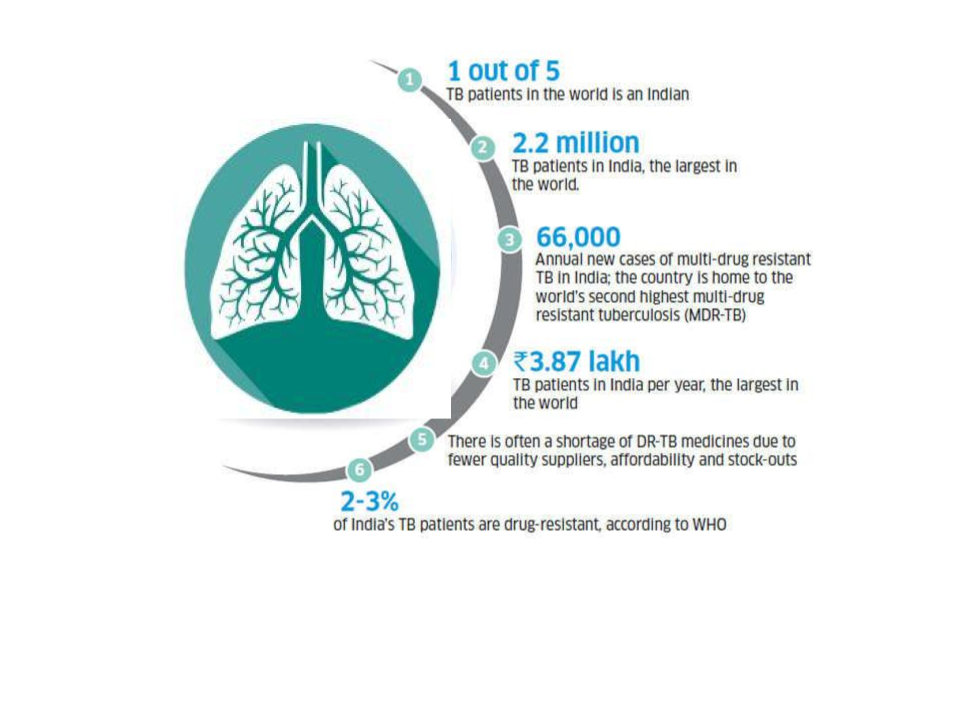 1
1 out of 5
TB patients in the world is an Indian
2
2.2 million
TB patients in India, the largest in
the world.
3
66,000
Annual new cases of multi-drug resistant
TB in India; the country is home to the
world's second highest multi-drug
resistant tuberculosis (MDR-TB)
4
₹3.87 lakh
TB patients in India per year, the largest in
the world
5
There is often a shortage of DR-TB medicines due to
fewer quality suppliers, affordability and stock-outs
6
2-3%
of India's TB patients are drug-resistant, according to WHO